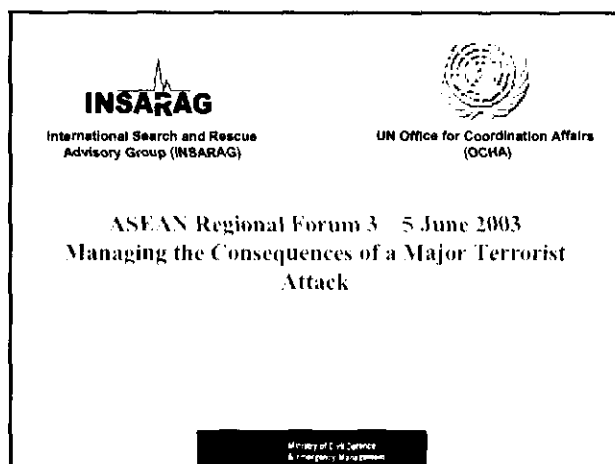 INSARAG
International Search and Rescue
Advisory Group (INSARAG)
UN Office for Coordination Affairs
(OCHA)
ASEAN Regional Forum 3 – 5 June 2003
Managing the Consequences of a Major Terrorist
Attack
Ministry of Civil Defence
& Emergency Management